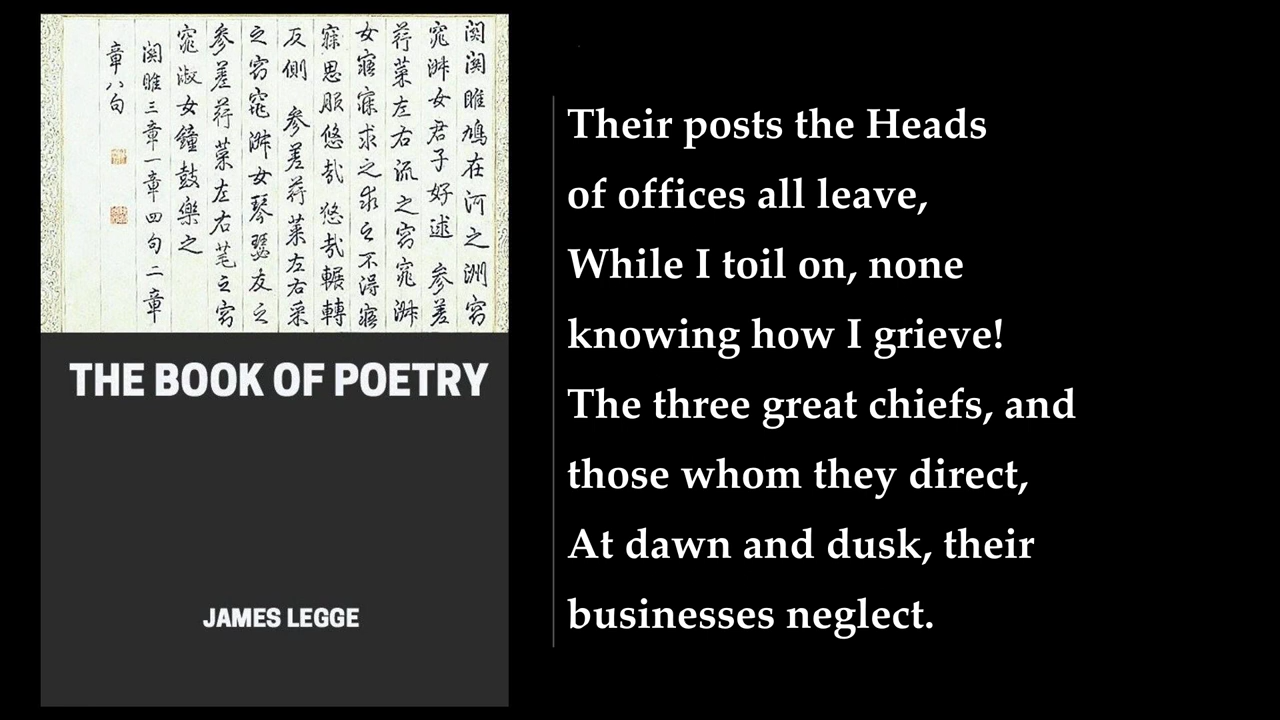 関関雎鳩在河之洲窈
窕淑女君子好逑 参差
荇菜左右流之窈窕淑
女寤寐求之求之不得寤
寐思服悠哉悠哉輾轉
反側 参差荇菜左右采
之窈窕淑女琴瑟友之
参差荇菜左右芼之窈
窕淑女鐘鼓樂之
関雎三章一章四句二章
章八句
THE BOOK OF POETRY
JAMES LEGGE
Their posts the Heads
of offices all leave,
While I toil on, none
knowing how I grieve!
The three great chiefs, and
those whom they direct,
At dawn and dusk, their
businesses neglect.